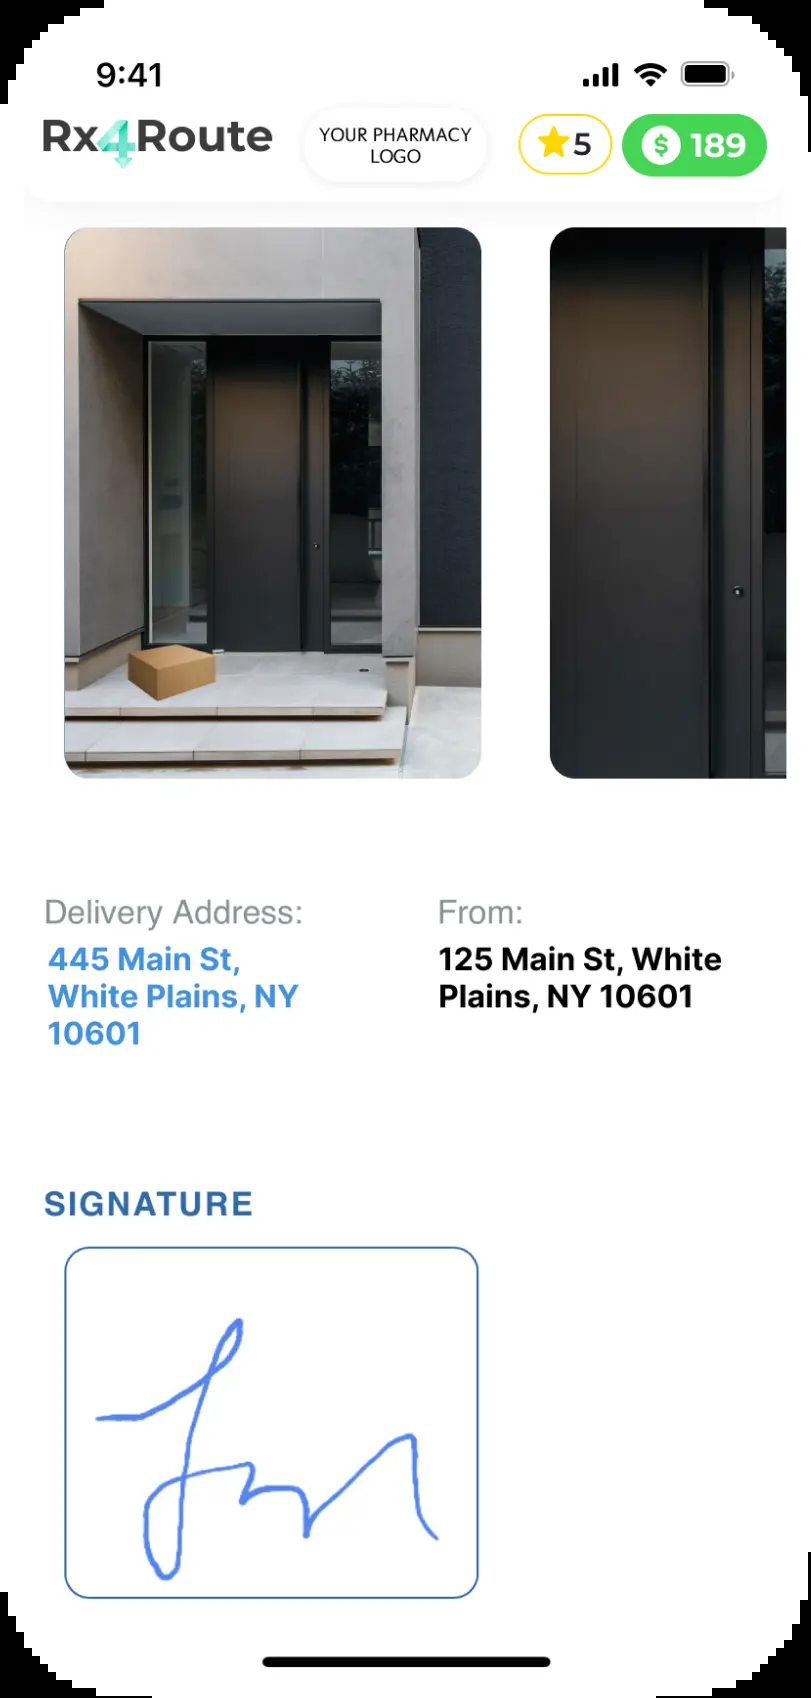 9:41
Rx4Route
YOUR PHARMACY
LOGO
5
$ 189
Delivery Address:
445 Main St,
White Plains, NY
10601
From:
125 Main St, White
Plains, NY 10601
SIGNATURE